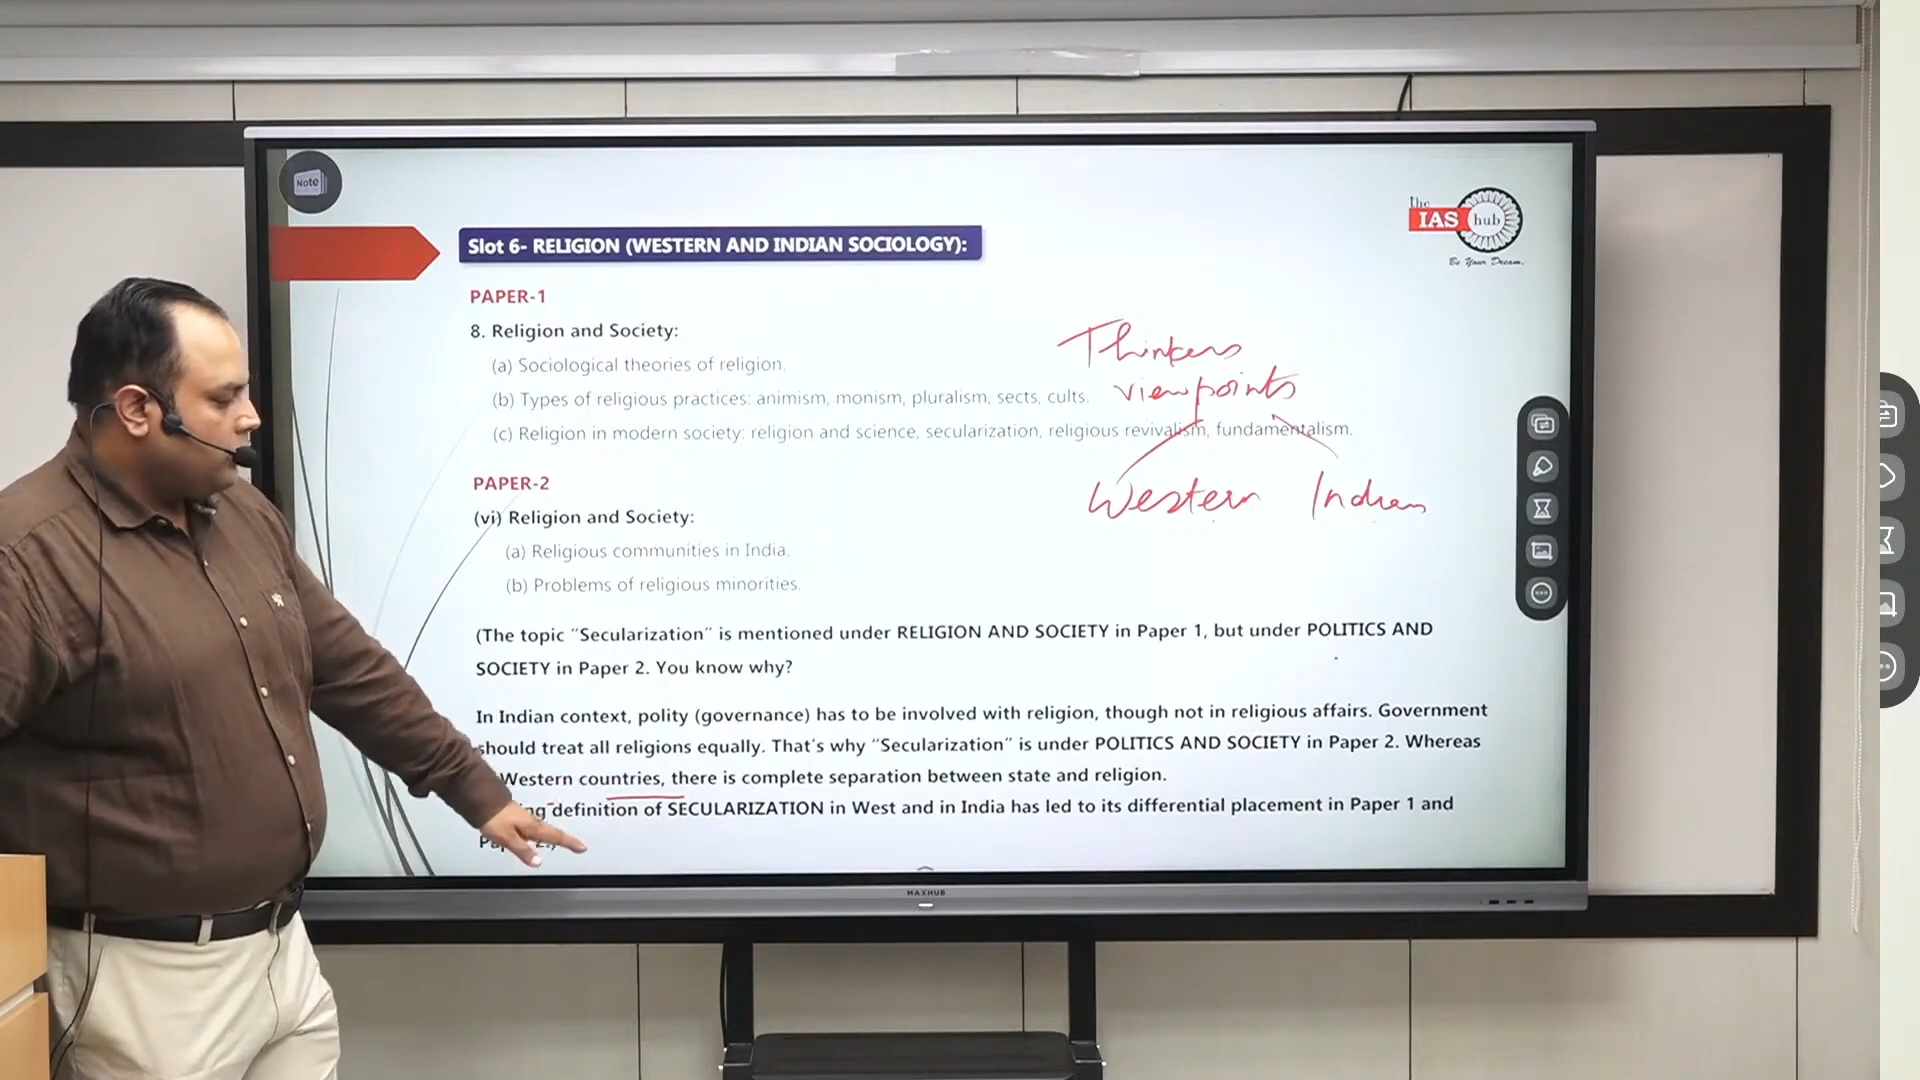 Note
the
IAS hub
Be Your Dream.
Slot 6- RELIGION (WESTERN AND INDIAN SOCIOLOGY):
PAPER-1
8. Religion and Society:
(a) Sociological theories of religion.
Thinkers
viewpoints
(b) Types of religious practices: animism, monism, pluralism, sects, cults.
(c) Religion in modern society: religion and science, secularization, religious revivalism, fundamentalism.
Western Indian
PAPER-2
(vi) Religion and Society:
(a) Religious communities in India.
(b) Problems of religious minorities.
(The topic "Secularization" is mentioned under RELIGION AND SOCIETY in Paper 1, but under POLITICS AND
SOCIETY in Paper 2. You know why?
In Indian context, polity (governance) has to be involved with religion, though not in religious affairs. Government
should treat all religions equally. That's why "Secularization" is under POLITICS AND SOCIETY in Paper 2. Whereas
Western countries, there is complete separation between state and religion.
definition of SECULARIZATION in West and in India has led to its differential placement in Paper 1 and
MAXHUB